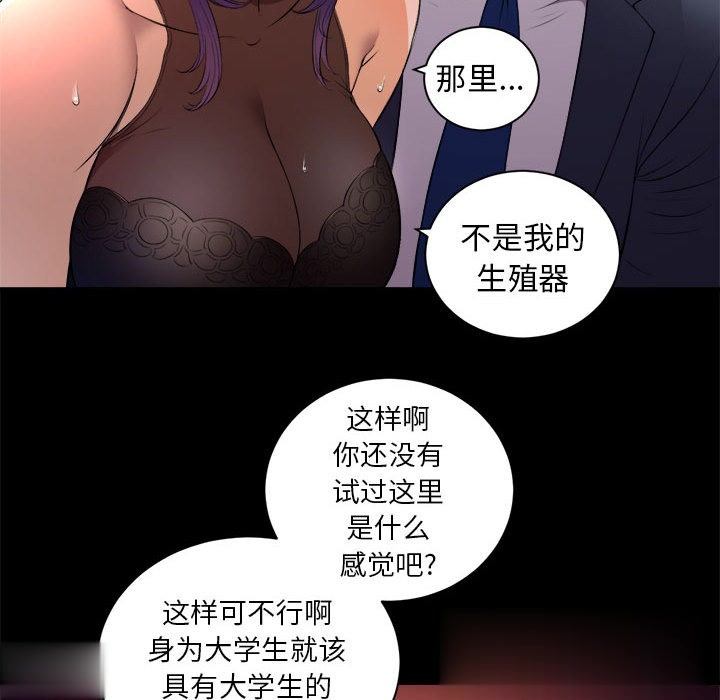 那里...
不是我的
生殖器
这样啊
你还没有
试过这里
是什么
感觉吧?
这样可不行啊
身为大学生就该
具有大学生的